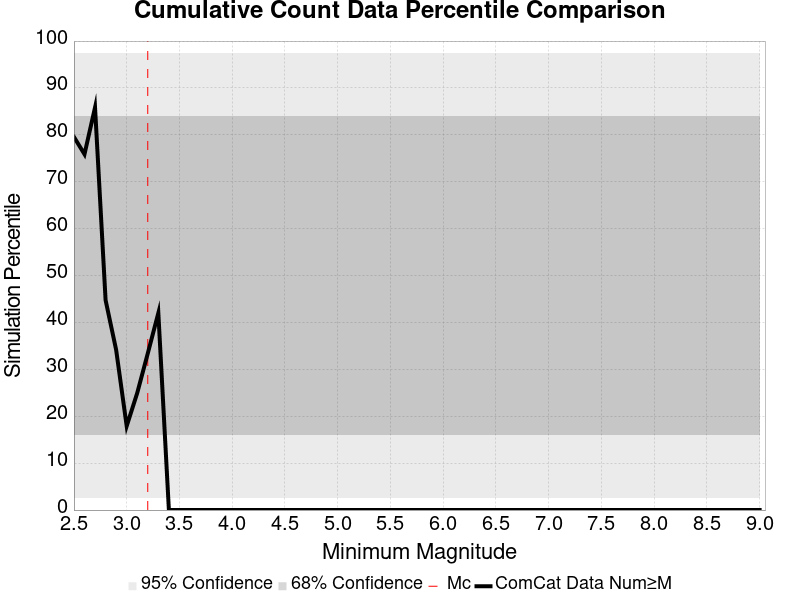 Cumulative Count Data Percentile Comparison
100
90
80
70
60
50
40
30
20
10
0
Simulation Percentile
2.5 3.0 3.5 4.0 4.5 5.0 5.5 6.0 6.5 7.0 7.5 8.0 8.5 9.0
Minimum Magnitude
95% Confidence 68% Confidence Mc ComCat Data Num≥M